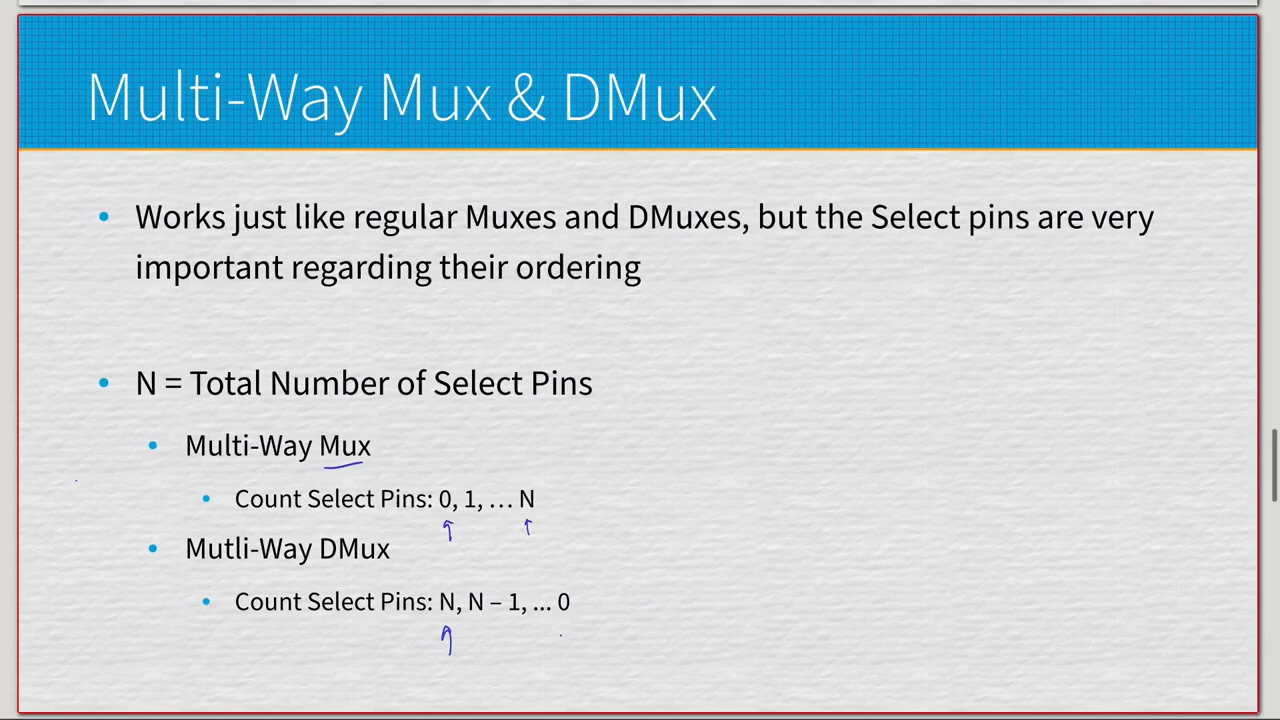 Multi-Way Mux & DMux
• Works just like regular Muxes and DMuxes, but the Select pins are very
important regarding their ordering
• N = Total Number of Select Pins
• Multi-Way Mux
• Count Select Pins: 0, 1, … N
• Mutli-Way DMux
• Count Select Pins: N, N – 1, ... 0